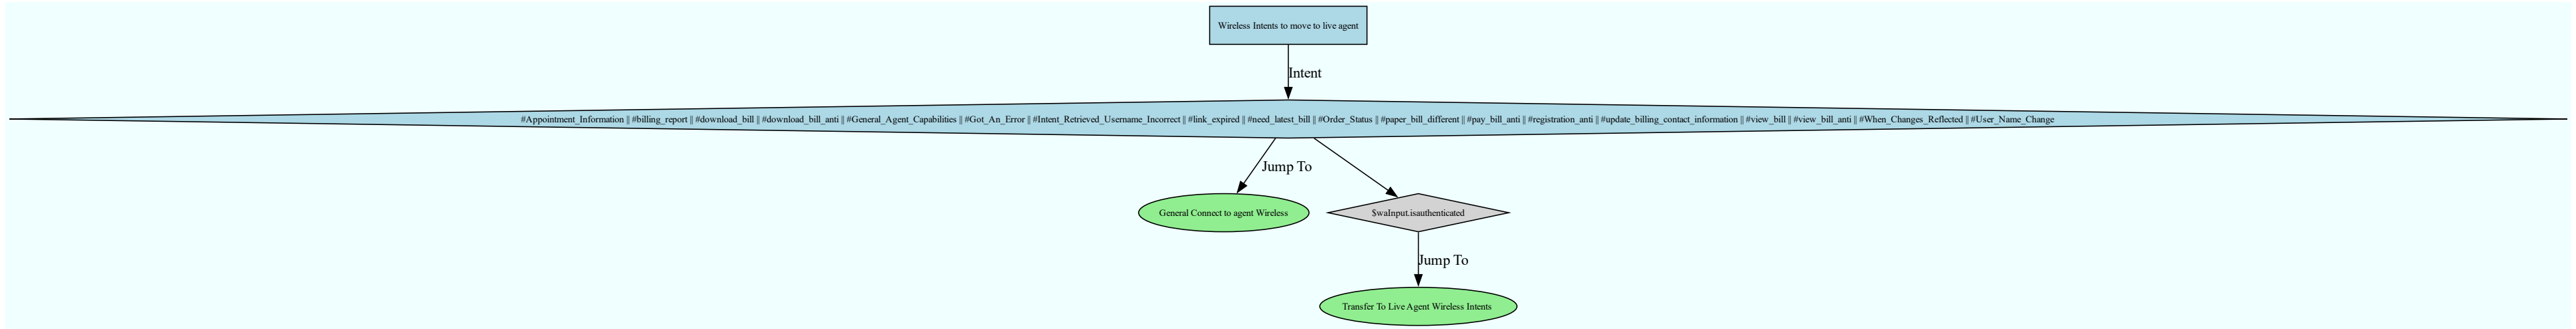 Wireless Intents to move to live agent
Intent
#Appointment_Information || #billing_report || #download_bill || #download_bill_anti || #General_Agent_Capabilities || #Got_An_Error || #Intent_Retrieved_Username_Incorrect || #link_expired || #need_latest_bill || #Order_Status || #paper_bill_different || #pay_bill_anti || #registration_anti || #update_billing_contact_information || #view_bill || #view_bill_anti || #When_Changes_Reflected || #User_Name_Change
Jump To
General Connect to agent Wireless
$waInput.isauthenticated
Jump To
Transfer To Live Agent Wireless Intents